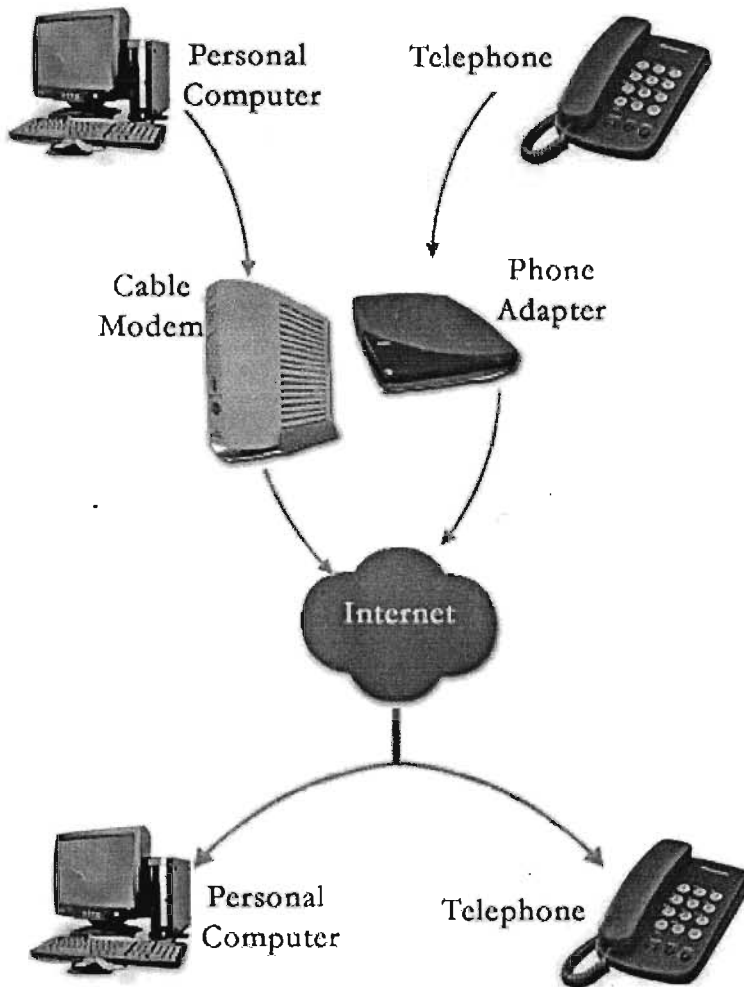 Personal
Computer
Telephone
Cable
Modem
Phone
Adapter
Internet
Personal
Computer
Telephone